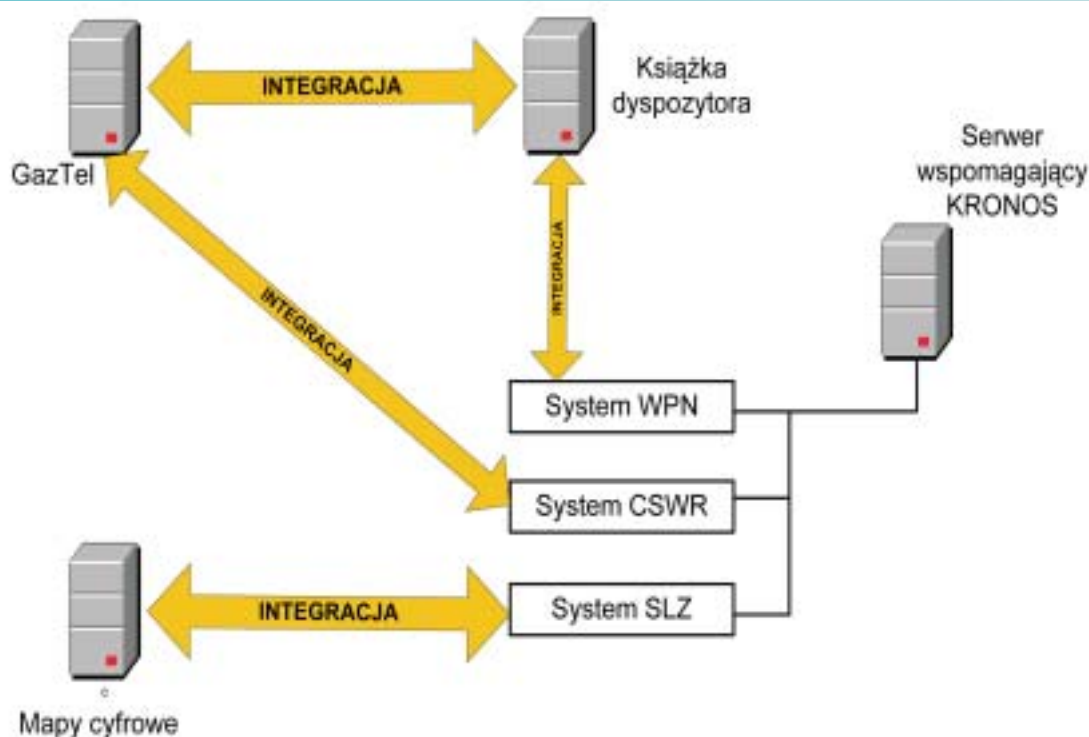 INTEGRACJA
Książka
dyspozytora
GazTel
Serwer
wspomagający
KRONOS
INTEGRACJA
INTEGRACJA
System WPN
System CSWR
INTEGRACJA
System SLZ
c
Mapy cyfrowe